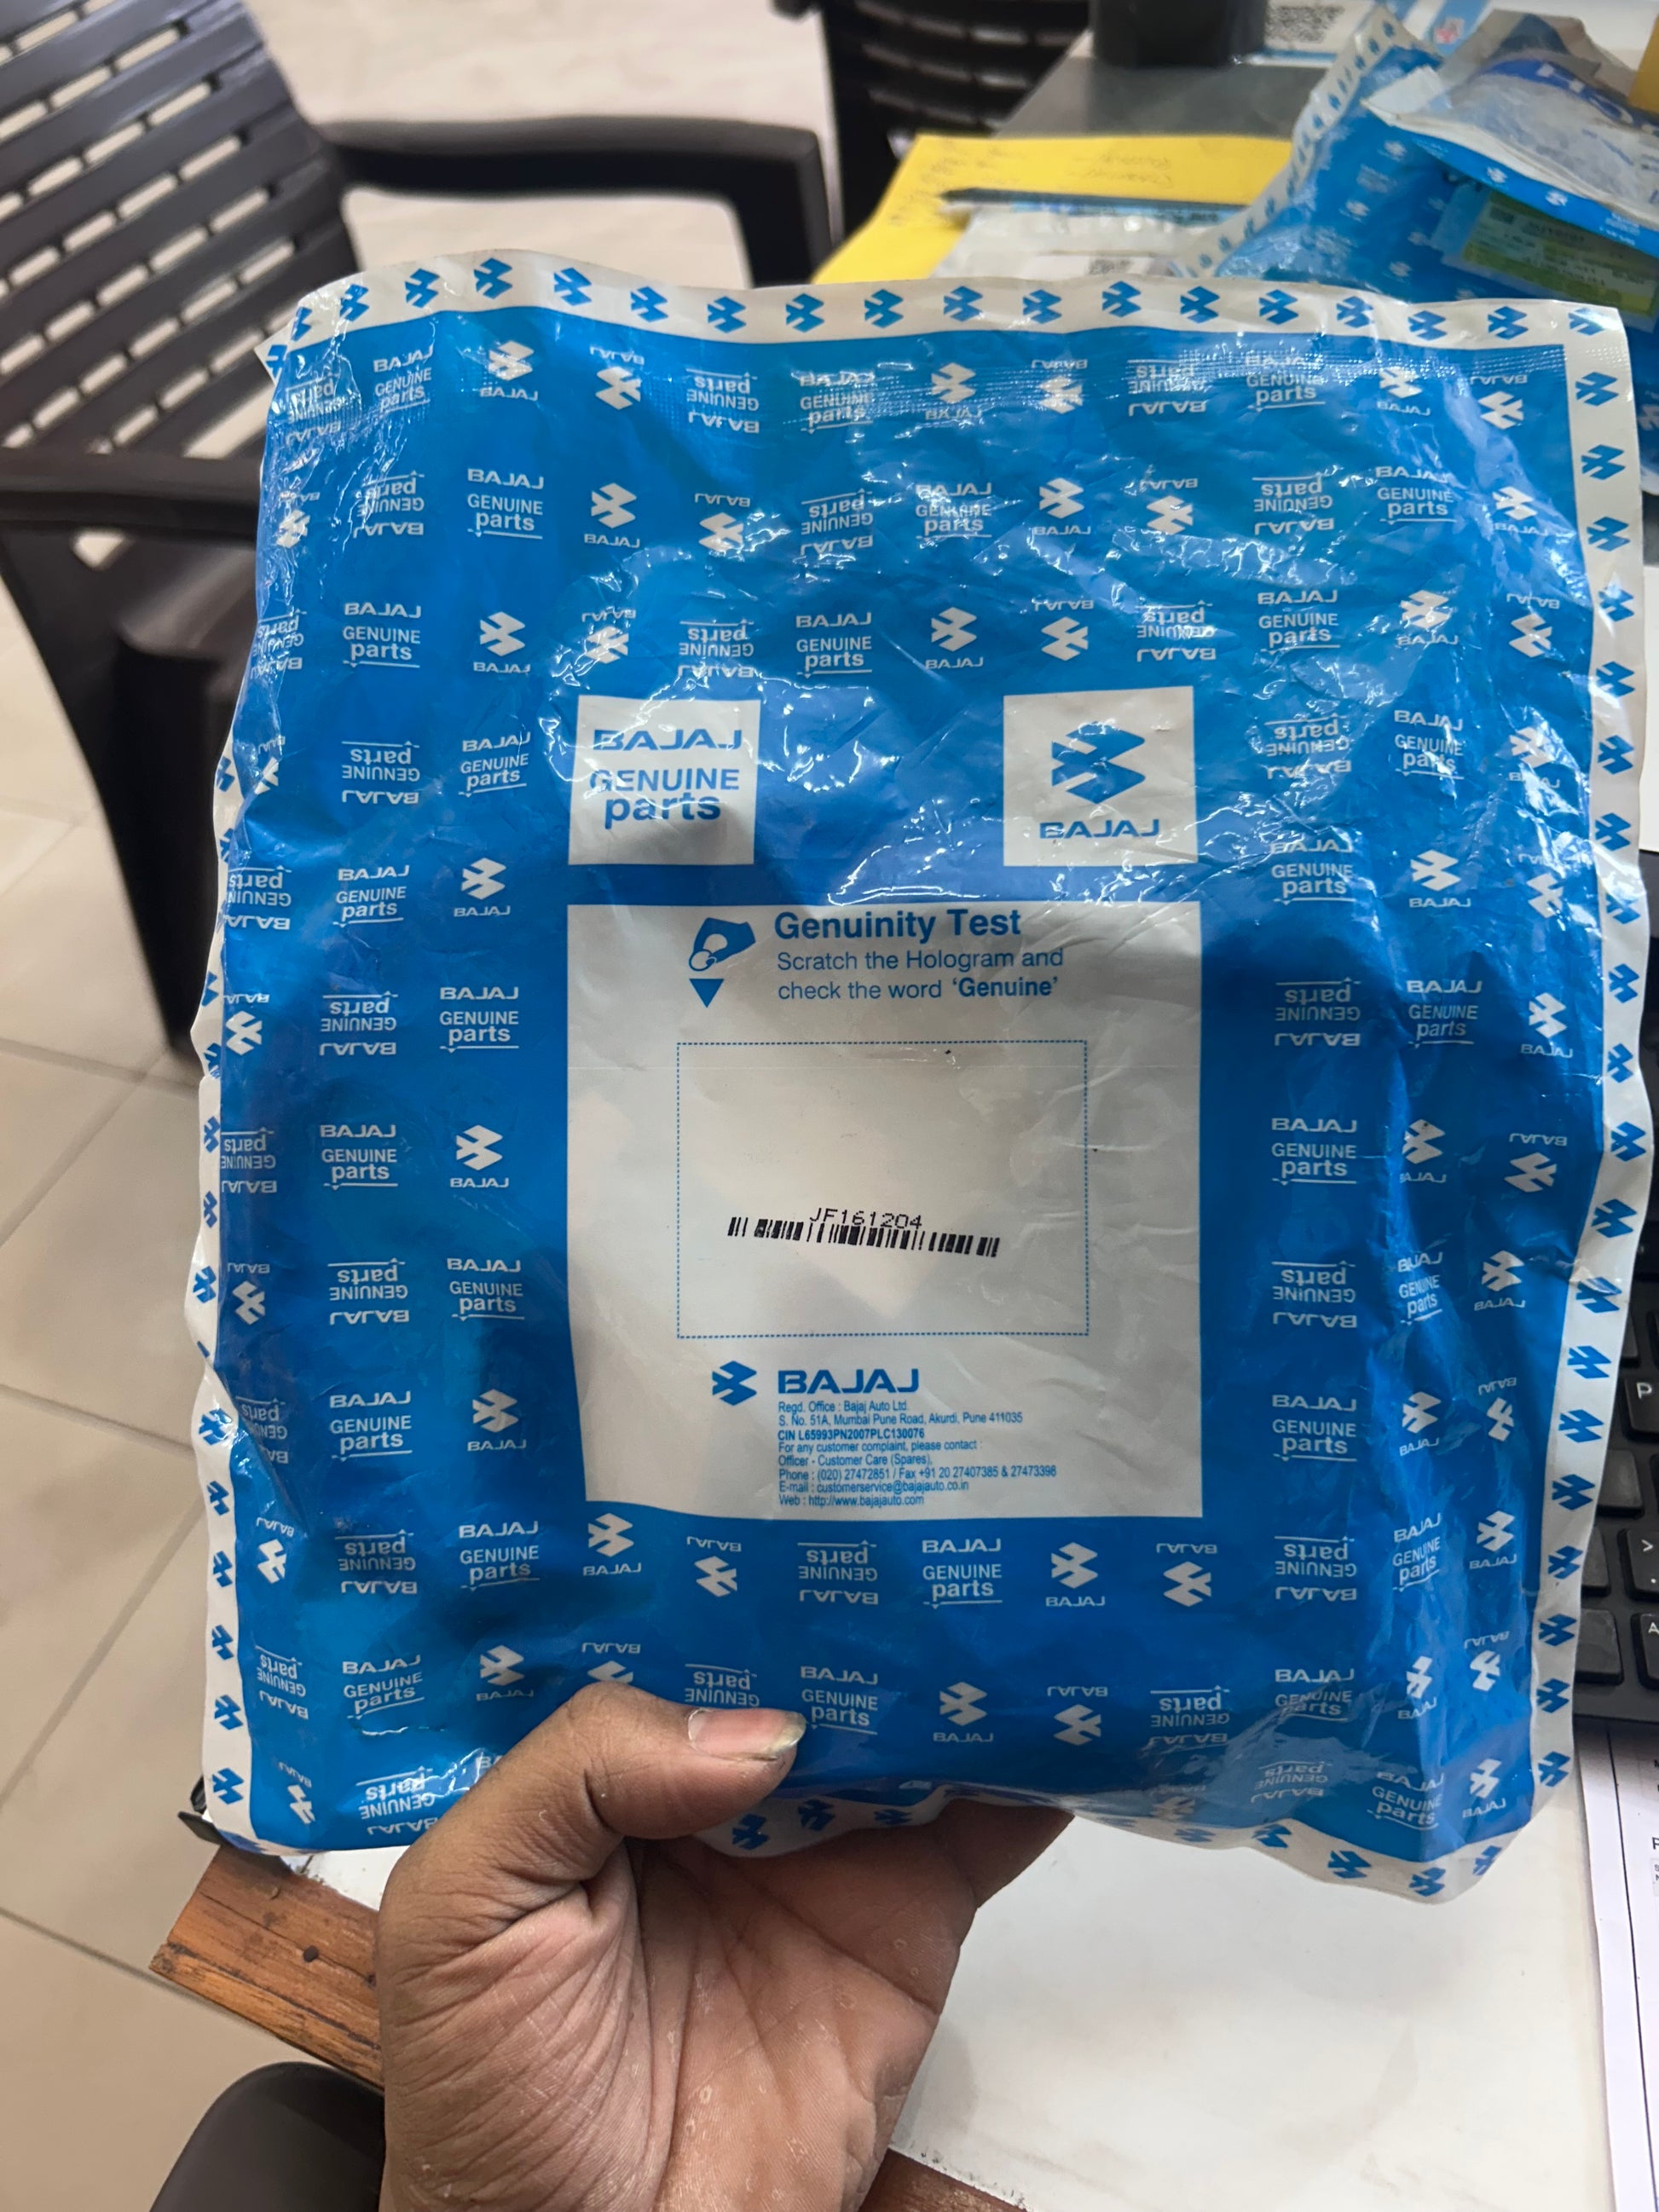 BAJAJ
GENUINE
parts
BAJAJ
Genuinity Test
Scratch the Hologram and
check the word 'Genuine'
JF161204
BAJAJ
Regd. Office : Bajaj Auto Ltd.
S. No. 51A, Mumbai Pune Road, Akurdi, Pune 411035
CIN L65993PN2007PLC130076
For any customer complaint, please contact :
Officer - Customer Care (Spares),
Phone : (020) 27472851 / Fax +91 20 27407385 & 27473398
E-mail : customerservice@bajajauto.co.in
Web : http://www.bajajauto.com